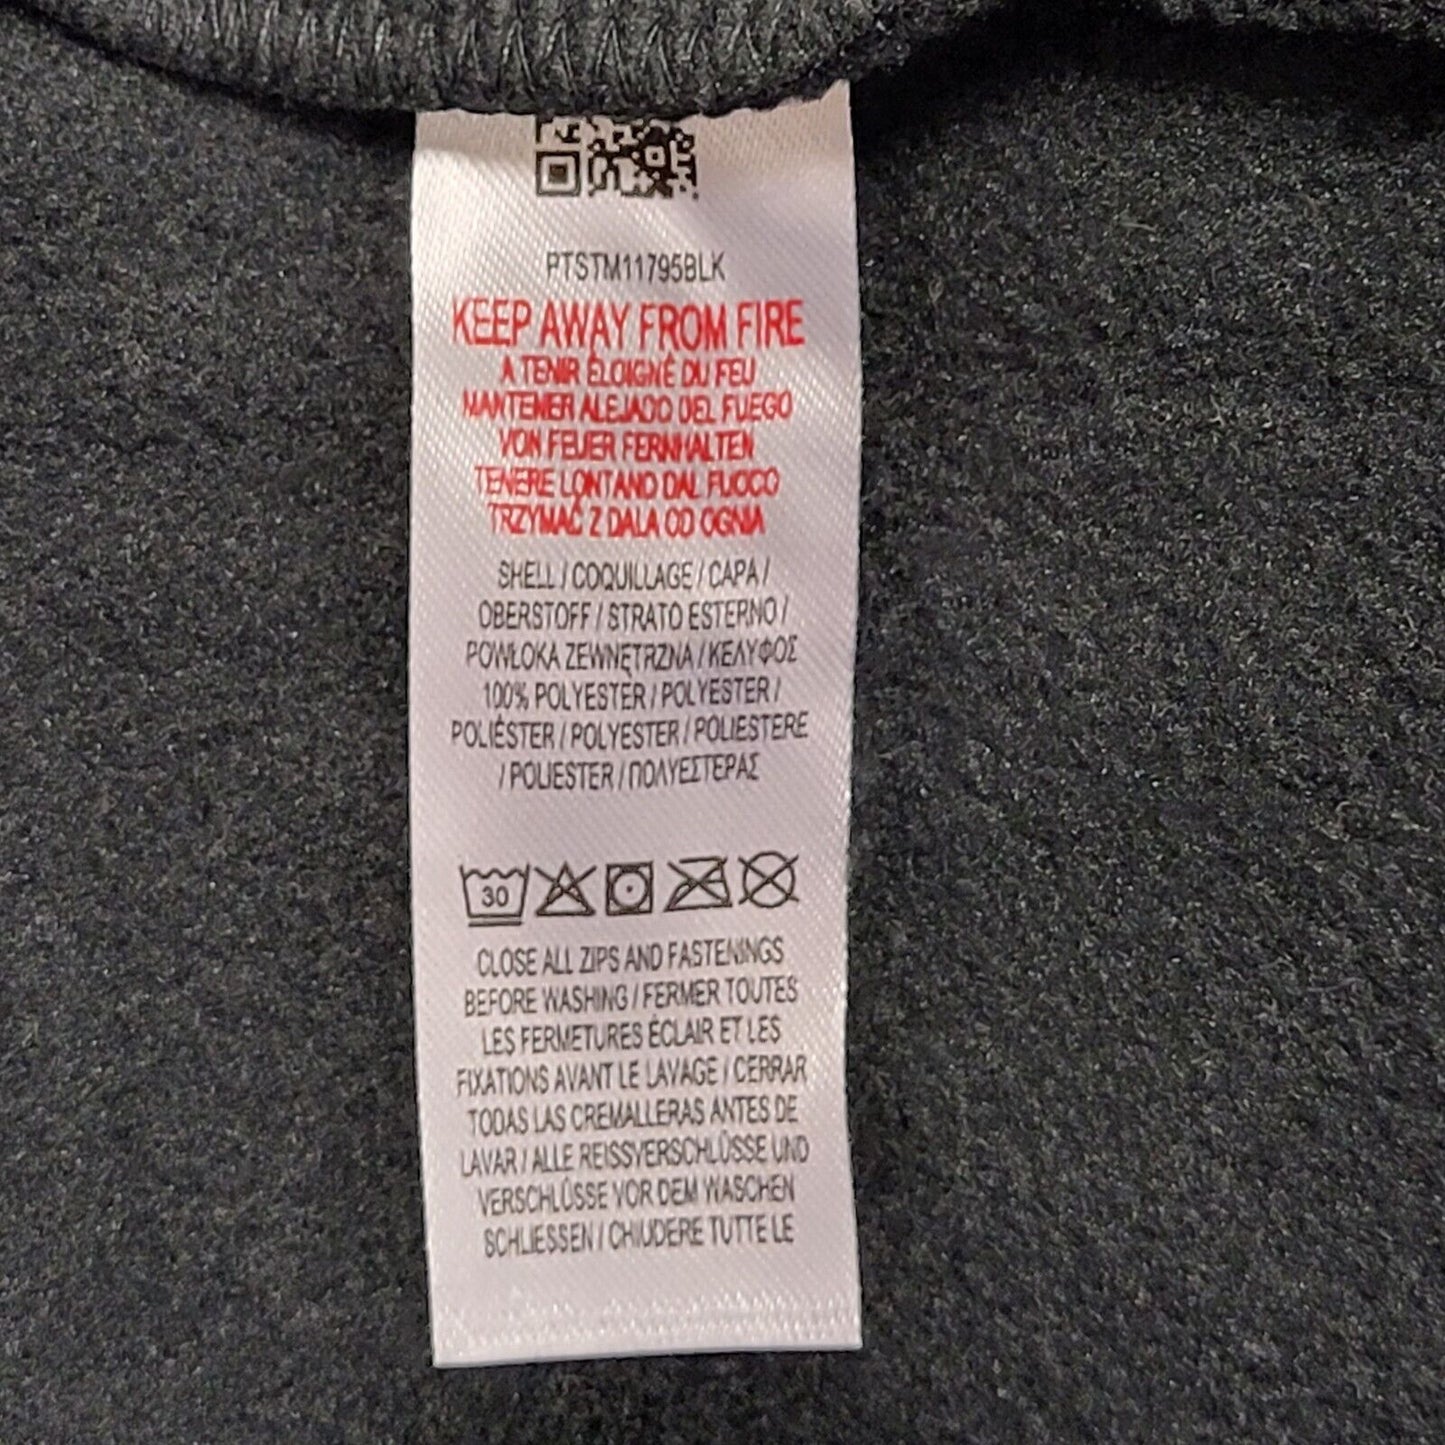 PTSTM11795BLK
KEEP AWAY FROM FIRE
A TENIR ÉLOIGNÉ DU FEU
MANTENER ALEJADO DEL FUEGO
VON FEUER FERNHALTEN
TENERE LONTANO DAL FUOCO
TRZYMAĆ Z DALA OD OGNIA
SHELL / COQUILLAGE / CAPA /
OBERSTOFF / STRATO ESTERNO /
POWŁOKA ZEWNĘTRZNA / ΚΕΛΥΦΟΣ
100% POLYESTER / POLYESTER /
POLIÉSTER / POLYESTER / POLIESTERE
/ POLIESTER / ΠΟΛΥΕΣΤΕΡΑΣ
30
CLOSE ALL ZIPS AND FASTENINGS
BEFORE WASHING / FERMER TOUTES
LES FERMETURES ÉCLAIR ET LES
FIXATIONS AVANT LE LAVAGE / CERRAR
TODAS LAS CREMALLERAS ANTES DE
LAVAR / ALLE REISSVERSCHLÜSSE UND
VERSCHLÜSSE VOR DEM WASCHEN
SCHLIESSEN / CHIUDERE TUTTE LE